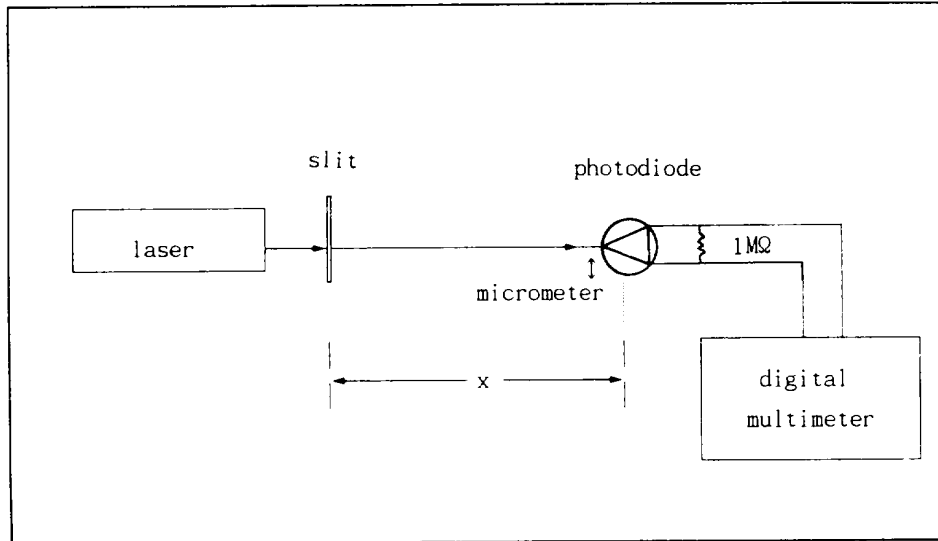 slit
photodiode
laser
1MΩ
micrometer
x
digital
multimeter